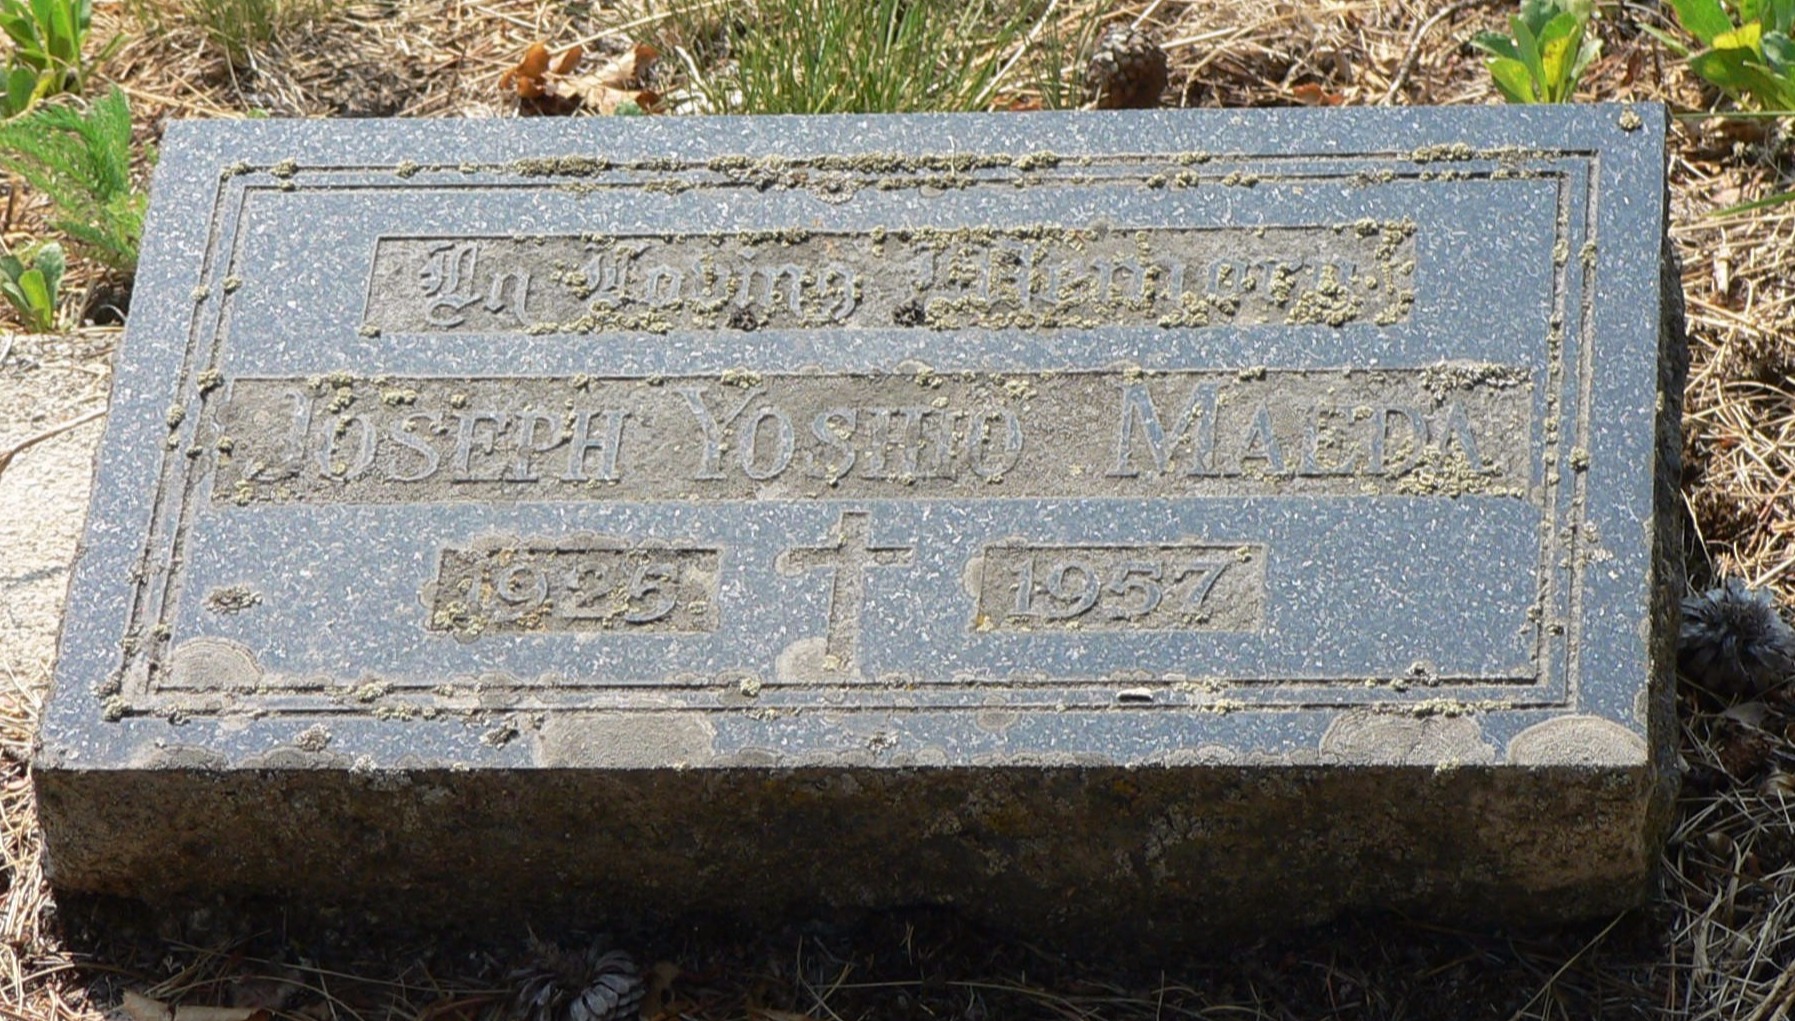 In Loving Memory
JOSEPH YOSHIO MAEDA
1925 1957